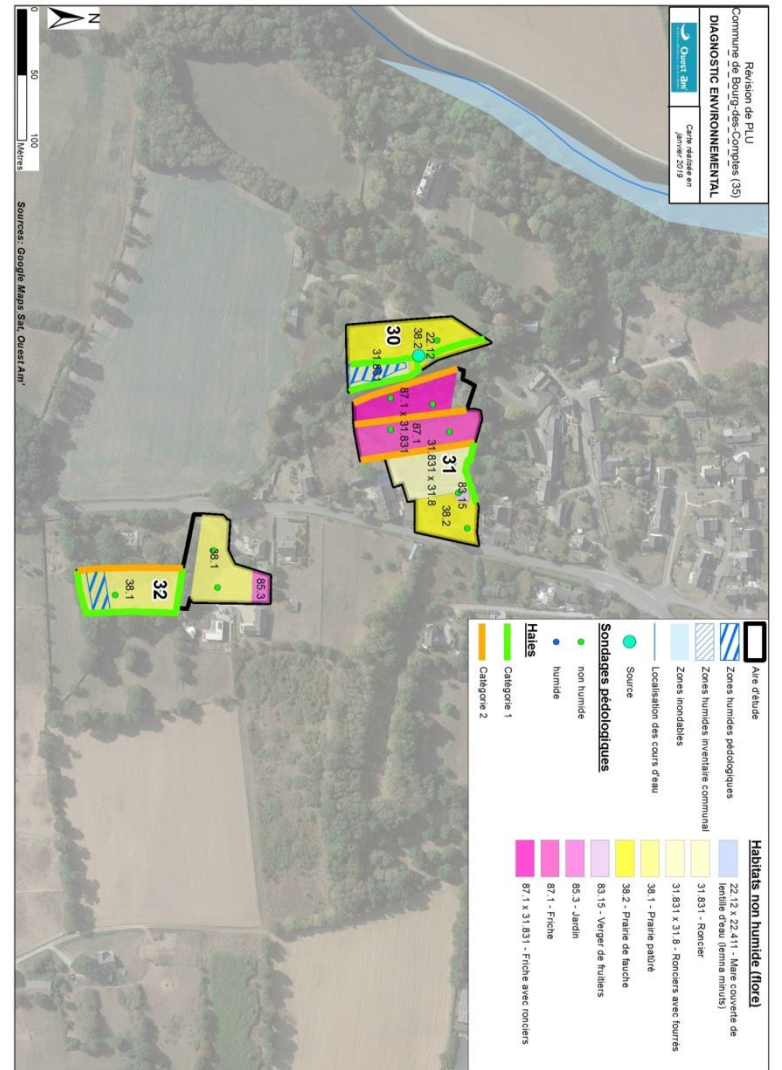 Révision de PLU
Commune de Bourg-des-Comptes (35)
DIAGNOSTIC ENVIRONNEMENTAL
Ouest am'
Carte réalisée en
janvier 2019
Aire d'étude
Zones humides pédologiques
Zones humides inventaire communal
Zones inondables
Localisation des cours d'eau
Source
Sondages pédologiques
non humide
humide
Haies
Catégorie 1
Catégorie 2
Habitats non humide (flore)
22.12 x 22.411 - Mare couverte de
lentille d'eau (lemna minuts)
31.831 - Roncier
31.831 x 31.8 - Ronciers avec fourrés
38.1 - Prairie patûré
38.2 - Prairie de fauche
83.15 - Verger de fruitiers
85.3 - Jardin
87.1 - Friche
87.1 x 31.831 - Friche avec ronciers
22.12
38.2
30
31.831
87.1 x 31.831
87.1
31
31.831 x 31.8
83.15
38.2
38.1
85.3
32
38.1
N
0
50
100
Mètres
Sources: Google Maps Sat, Ouest Am'